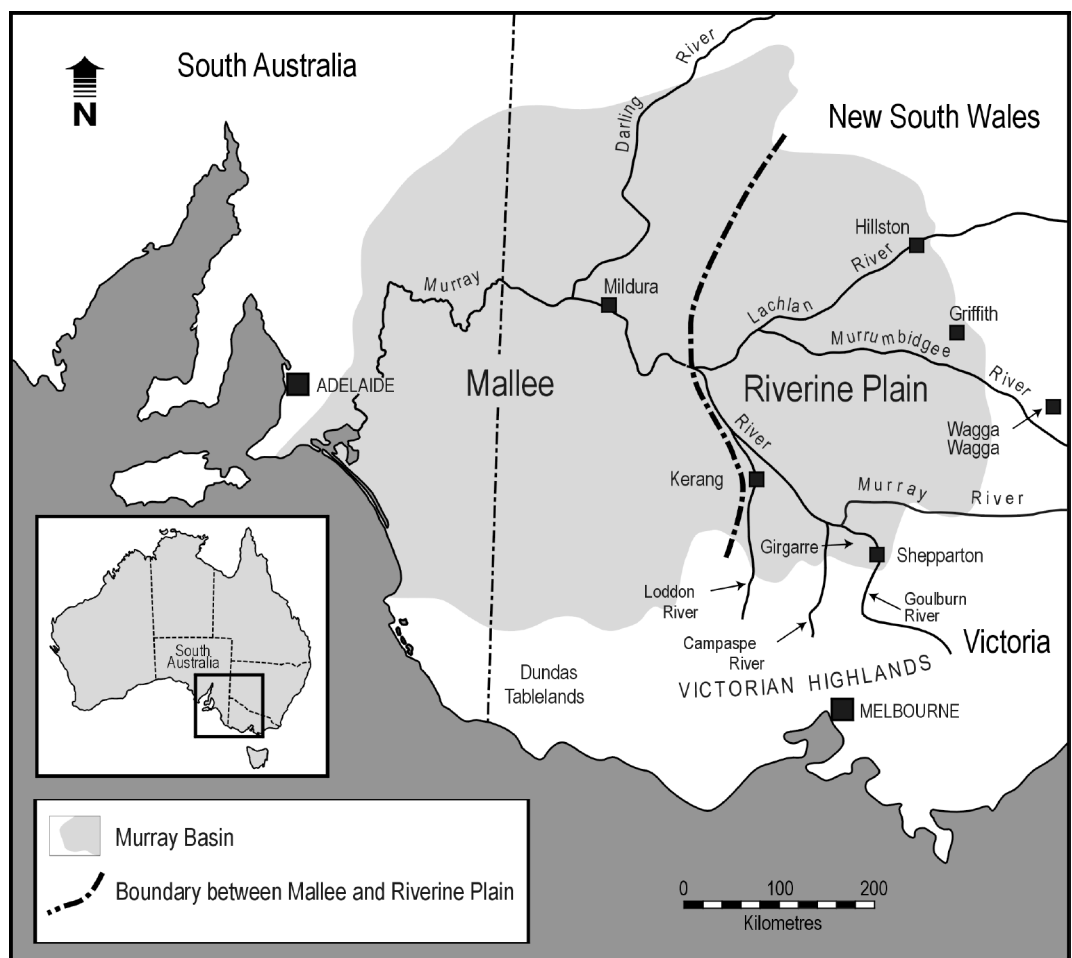 South Australia
N
Darling
River
New South Wales
Hillston
River
Lachlan
Murray
Mildura
Griffith
Murrumbidgee
River
ADELAIDE
Mallee
Riverine Plain
Wagga
Wagga
River
Kerang
Murray
River
Girgarre
Shepparton
Loddon
River
Goulburn
River
Campaspe
River
Victoria
South
Australia
Dundas
Tablelands
VICTORIAN HIGHLANDS
MELBOURNE
Murray Basin
Boundary between Mallee and Riverine Plain
0 100 200
Kilometres